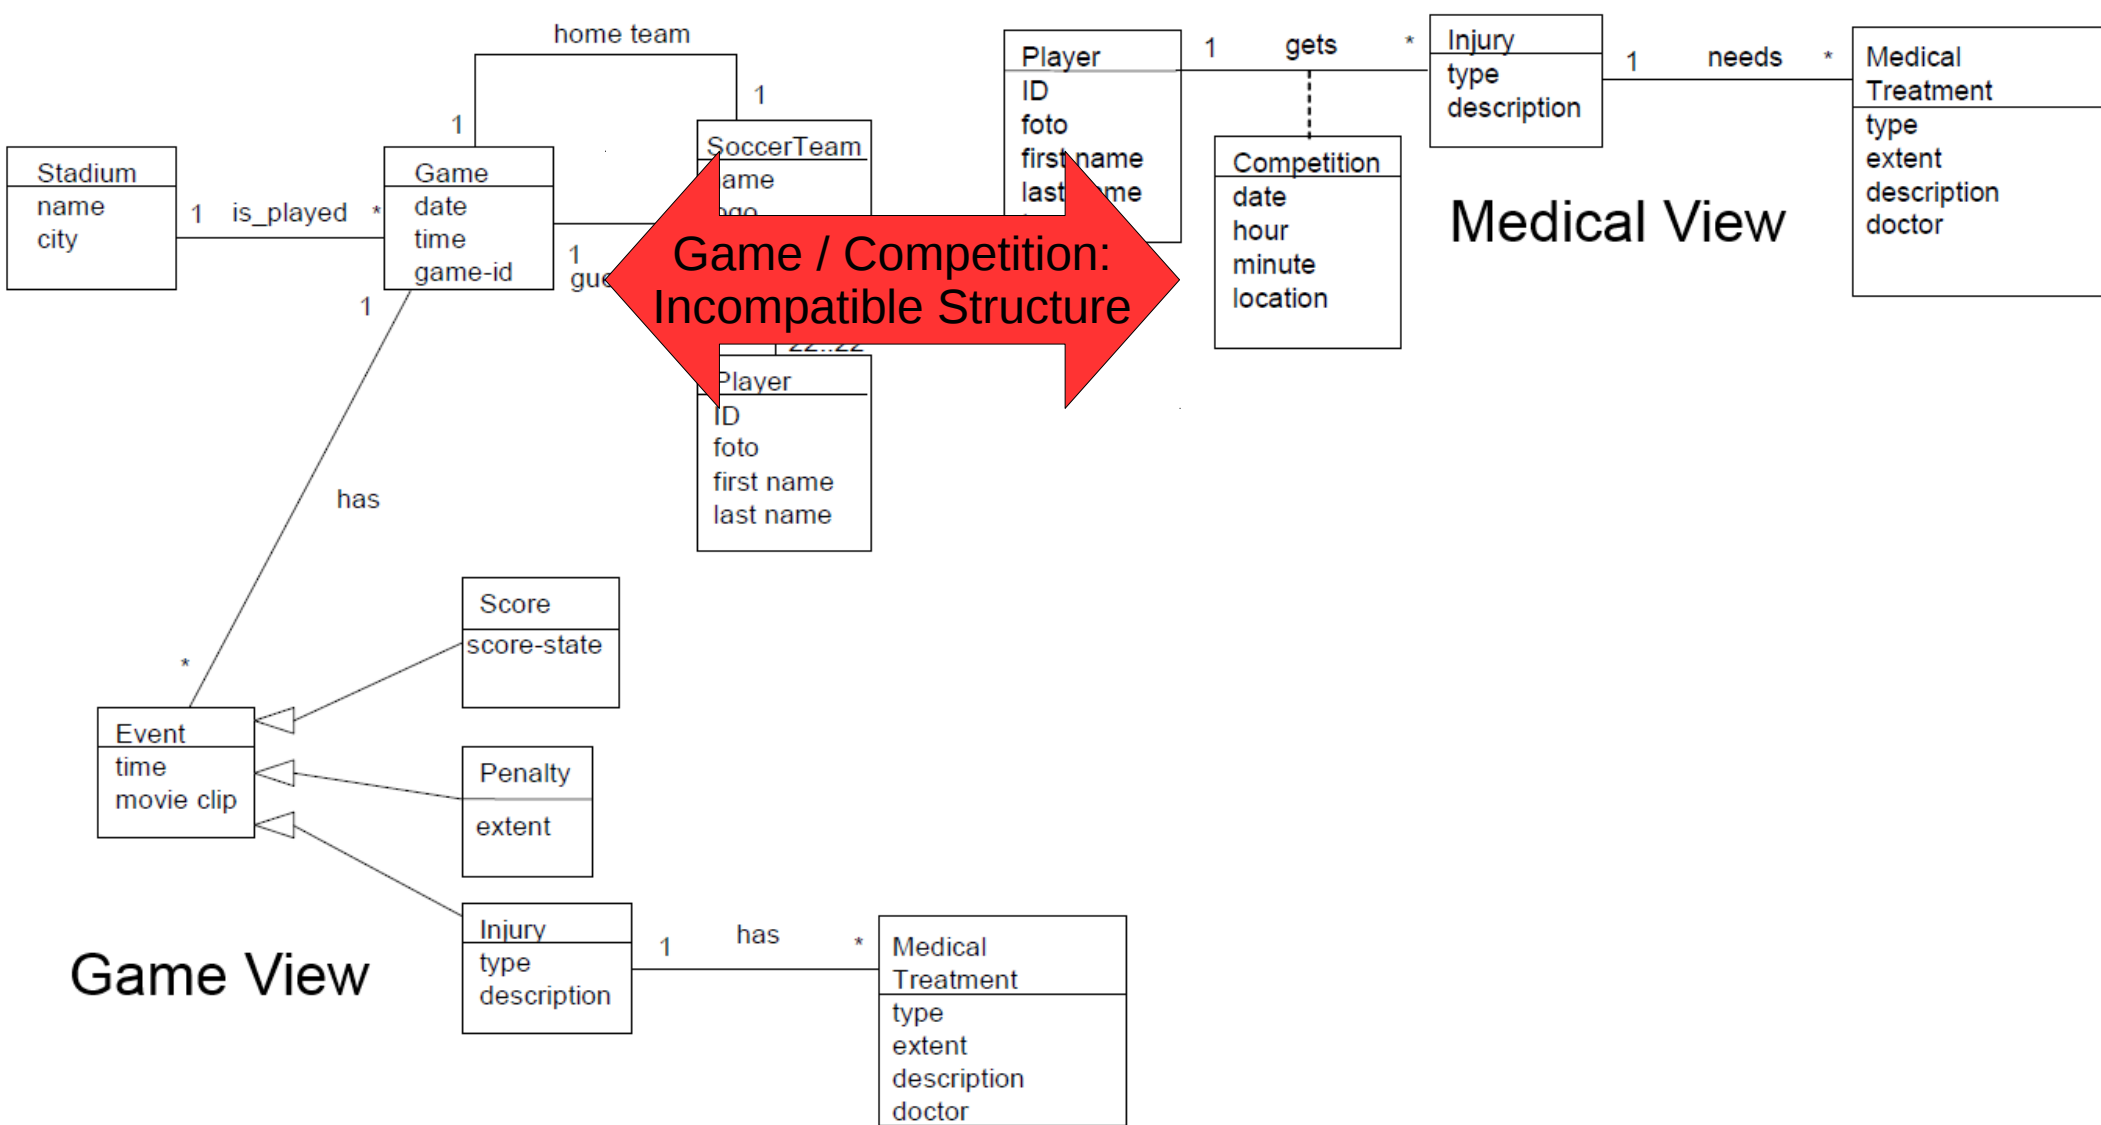 home team
1
1
Stadium
name
city
1 is_played *
Game
date
time
game-id
1
1
SoccerTeam
Player
ID
foto
first name
last name
has
*
Event
time
movie clip
Score
score-state
Penalty
extent
Injury
type
description
1 has *
Medical
Treatment
type
extent
description
doctor
Game View
Game / Competition:
Incompatible Structure
Player
ID
foto
first name
last
1 gets *
Competition
date
hour
minute
location
Injury
type
description
1 needs *
Medical
Treatment
type
extent
description
doctor
Medical View